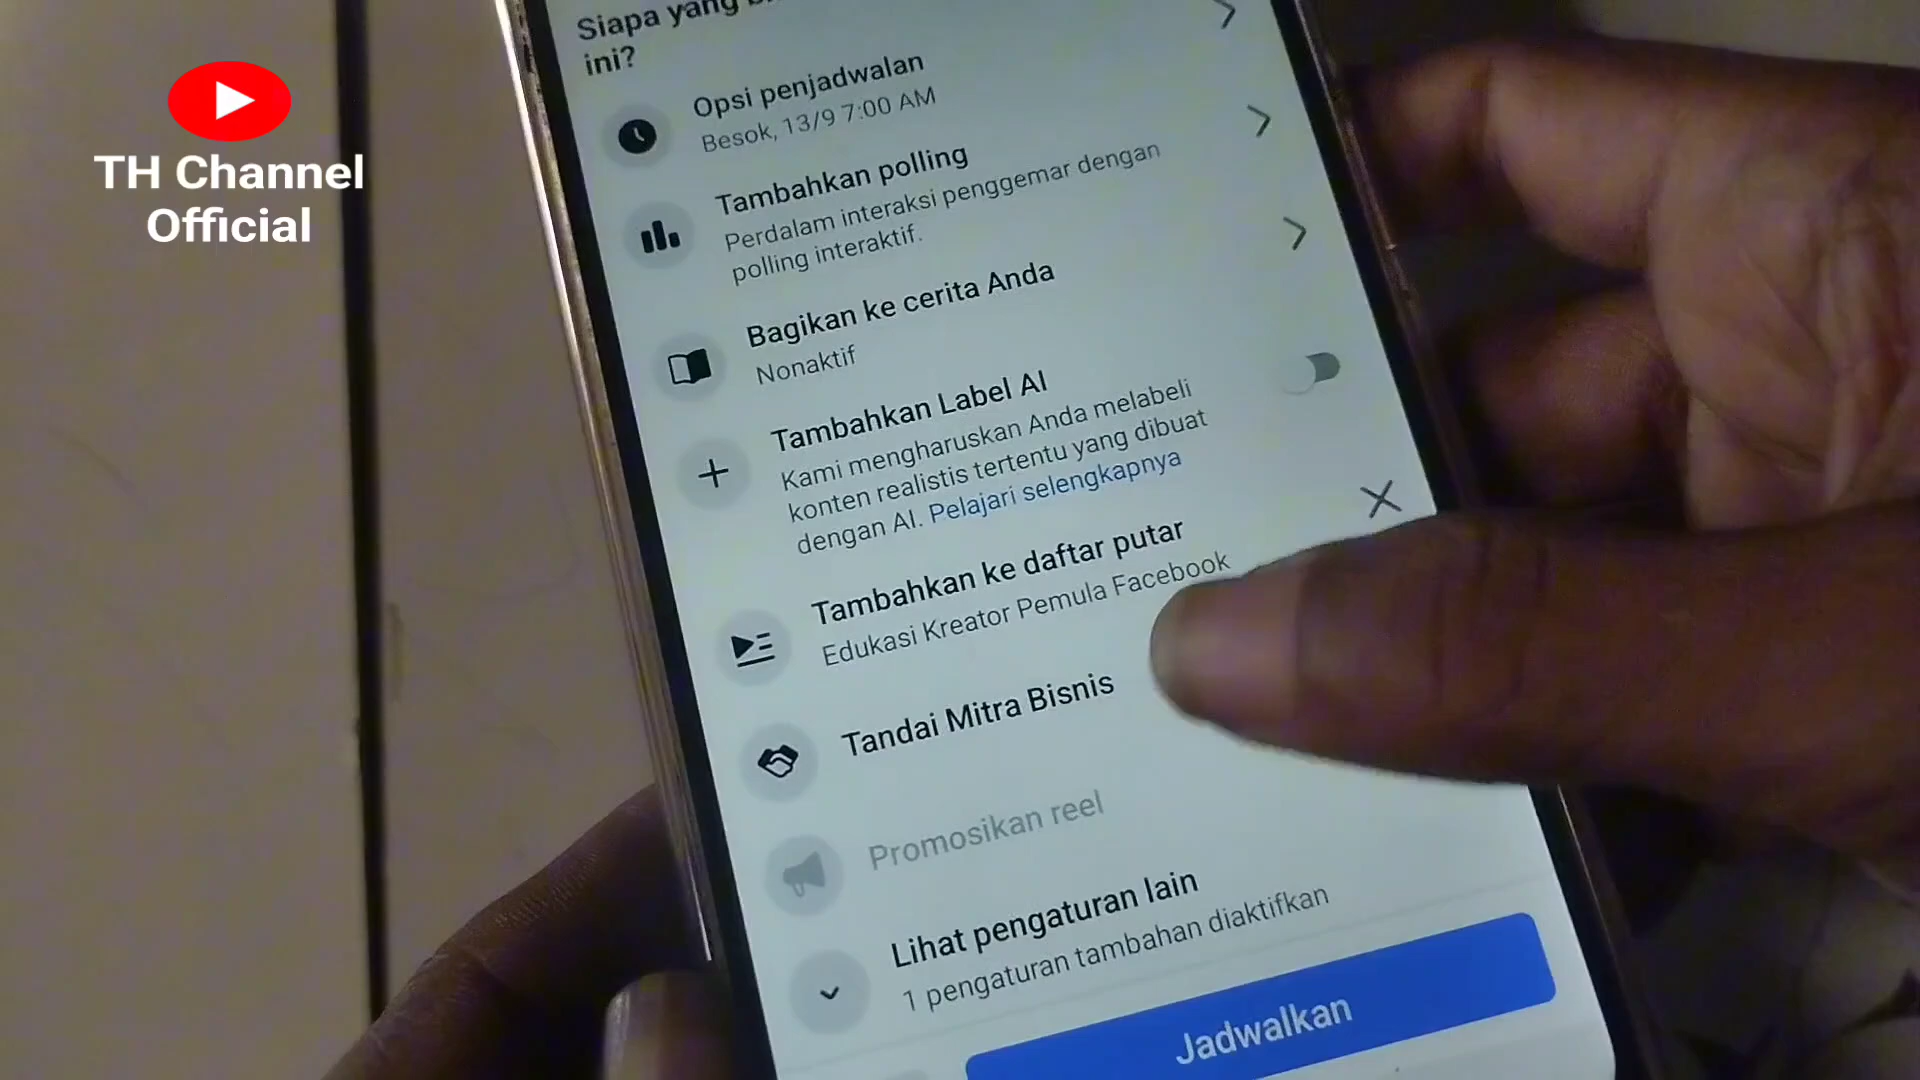 TH Channel
Official
Siapa yang
ini?
Opsi penjadwalan
Besok, 13/9 7:00 AM
Tambahkan polling
Perdalam interaksi penggemar dengan
polling interaktif.
Bagikan ke cerita Anda
Nonaktif
Tambahkan Label AI
Kami mengharuskan Anda melabeli
konten realistis tertentu yang dibuat
dengan AI. Pelajari selengkapnya
Tambahkan ke daftar putar
Edukasi Kreator Pemula Facebook
Tandai Mitra Bisnis
Promosikan reel
Lihat pengaturan lain
1 pengaturan tambahan diaktifkan
Jadwalkan